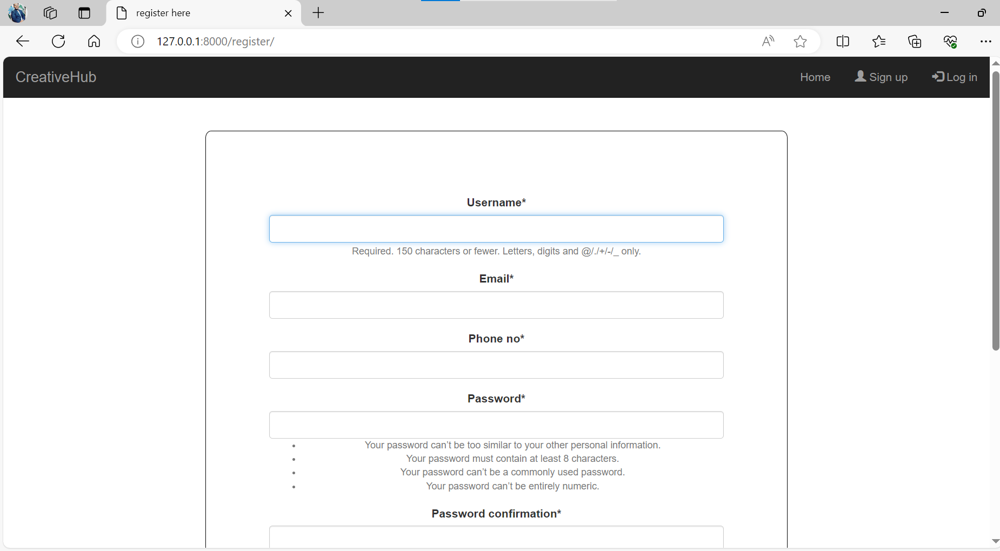 register here
127.0.0.1:8000/register/
CreativeHub
Home
Sign up
Log in
Username*
Required. 150 characters or fewer. Letters, digits and @/./+/-/_ only.
Email*
Phone no*
Password*
• Your password can’t be too similar to your other personal information.
• Your password must contain at least 8 characters.
• Your password can’t be a commonly used password.
• Your password can’t be entirely numeric.
Password confirmation*